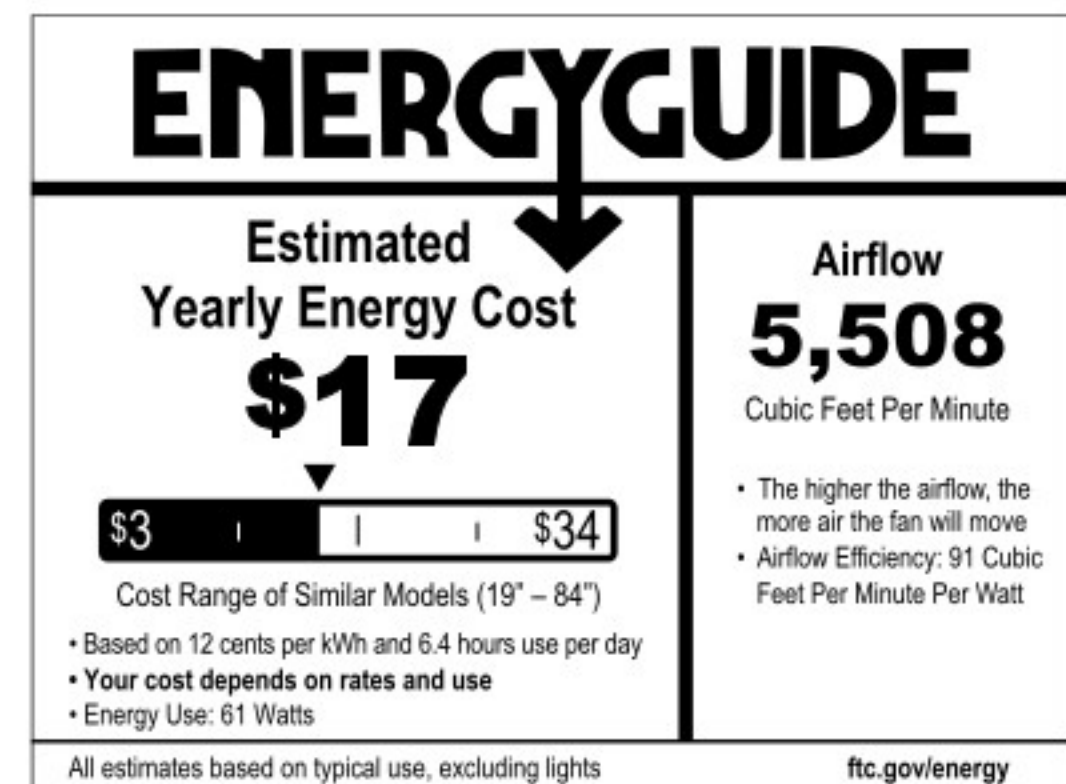 ENERGYGUIDE
Estimated
Yearly Energy Cost
$17
$3 $34
Cost Range of Similar Models (19" – 84")
• Based on 12 cents per kWh and 6.4 hours use per day
• Your cost depends on rates and use
• Energy Use: 61 Watts
Airflow
5,508
Cubic Feet Per Minute
• The higher the airflow, the
more air the fan will move
• Airflow Efficiency: 91 Cubic
Feet Per Minute Per Watt
All estimates based on typical use, excluding lights
ftc.gov/energy